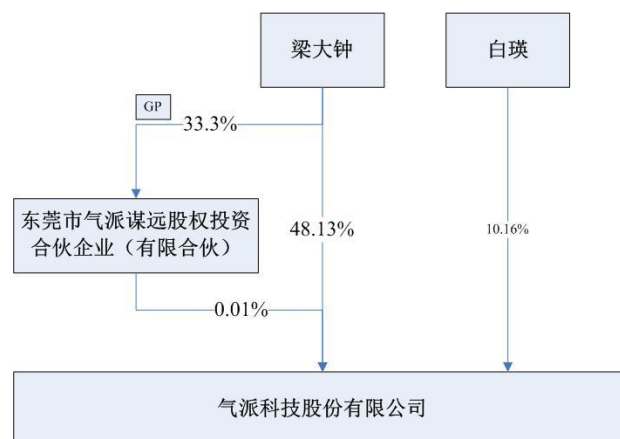 梁大钟
白瑛
GP
33.3%
东莞市气派谋远股权投资
合伙企业（有限合伙）
48.13%
10.16%
0.01%
气派科技股份有限公司